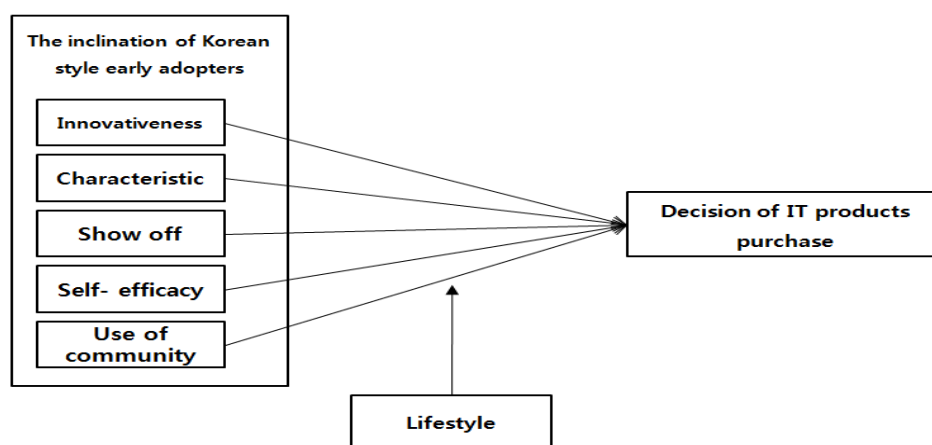 The inclination of Korean
style early adopters
Innovativeness
Characteristic
Show off
Self- efficacy
Use of
community
Decision of IT products
purchase
Lifestyle